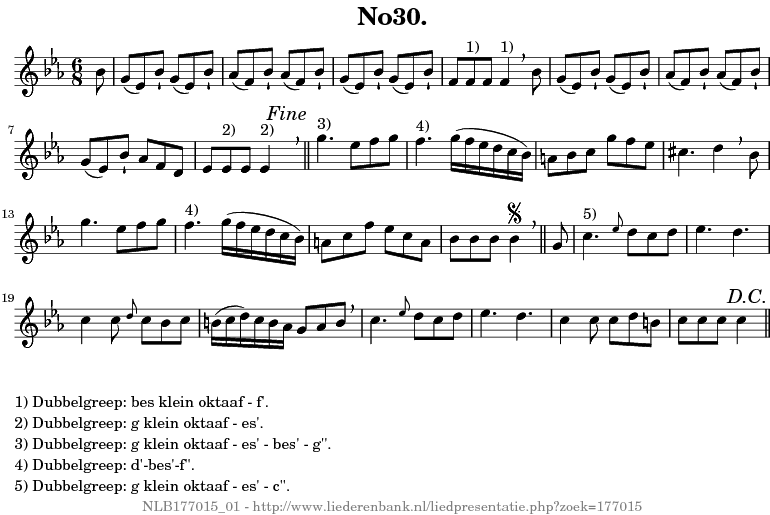 No30.
6
8
1) 1)
7
2) 2) Fine 3) 4)
13
4) 5)
19
D.C.
1) Dubbelgreep: bes klein oktaaf - f'.
2) Dubbelgreep: g klein oktaaf - es'.
3) Dubbelgreep: g klein oktaaf - es' - bes' - g".
4) Dubbelgreep: d'-bes'-f".
5) Dubbelgreep: g klein oktaaf - es' - c".
NLB177015_01 - http://www.liederenbank.nl/liedpresentatie.php?zoek=177015